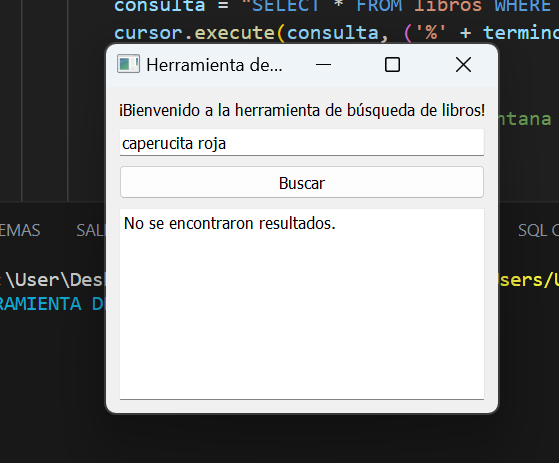 consulta = "SELECT * FROM libros WHERE
cursor.execute(consulta, ('%' + termino
Herramienta de...
¡Bienvenido a la herramienta de búsqueda de libros!
ntana
caperucita roja
Buscar
No se encontraron resultados.
EMAS SAL SQL
:\User\Des sers/U
RAMIENTA DE